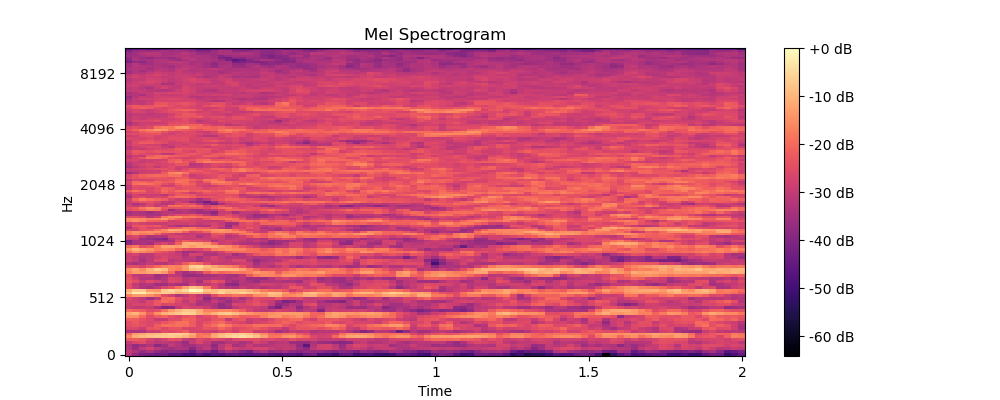 Mel Spectrogram
Hz
8192
4096
2048
1024
512
0
0 0.5 1 1.5 2
Time
+0 dB
-10 dB
-20 dB
-30 dB
-40 dB
-50 dB
-60 dB